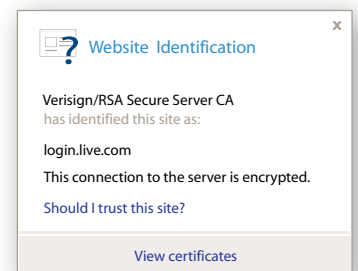 x
Website Identification
Verisign/RSA Secure Server CA
has identified this site as:
login.live.com
This connection to the server is encrypted.
Should I trust this site?
View certificates